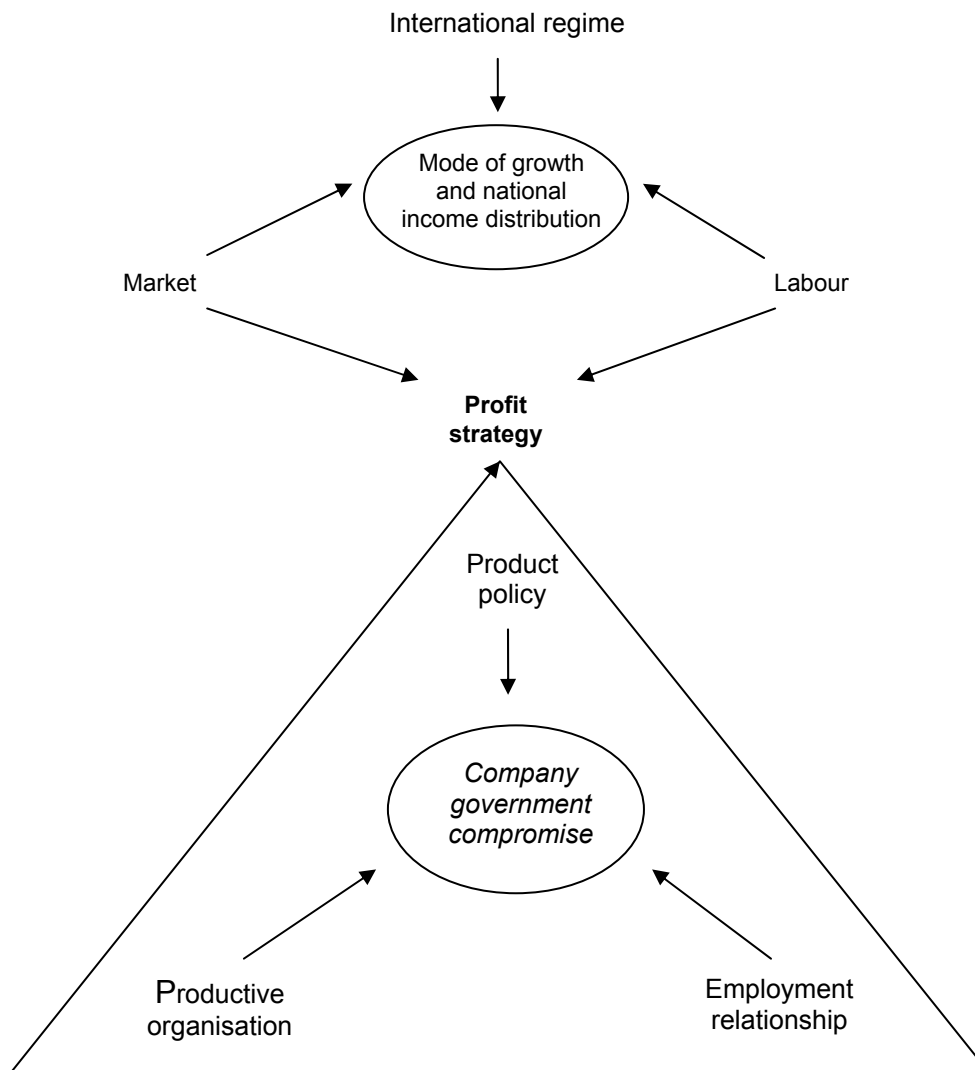 International regime
Mode of growth
and national
income distribution
Market
Labour
Profit
strategy
Product
policy
Company
government
compromise
Productive
organisation
Employment
relationship